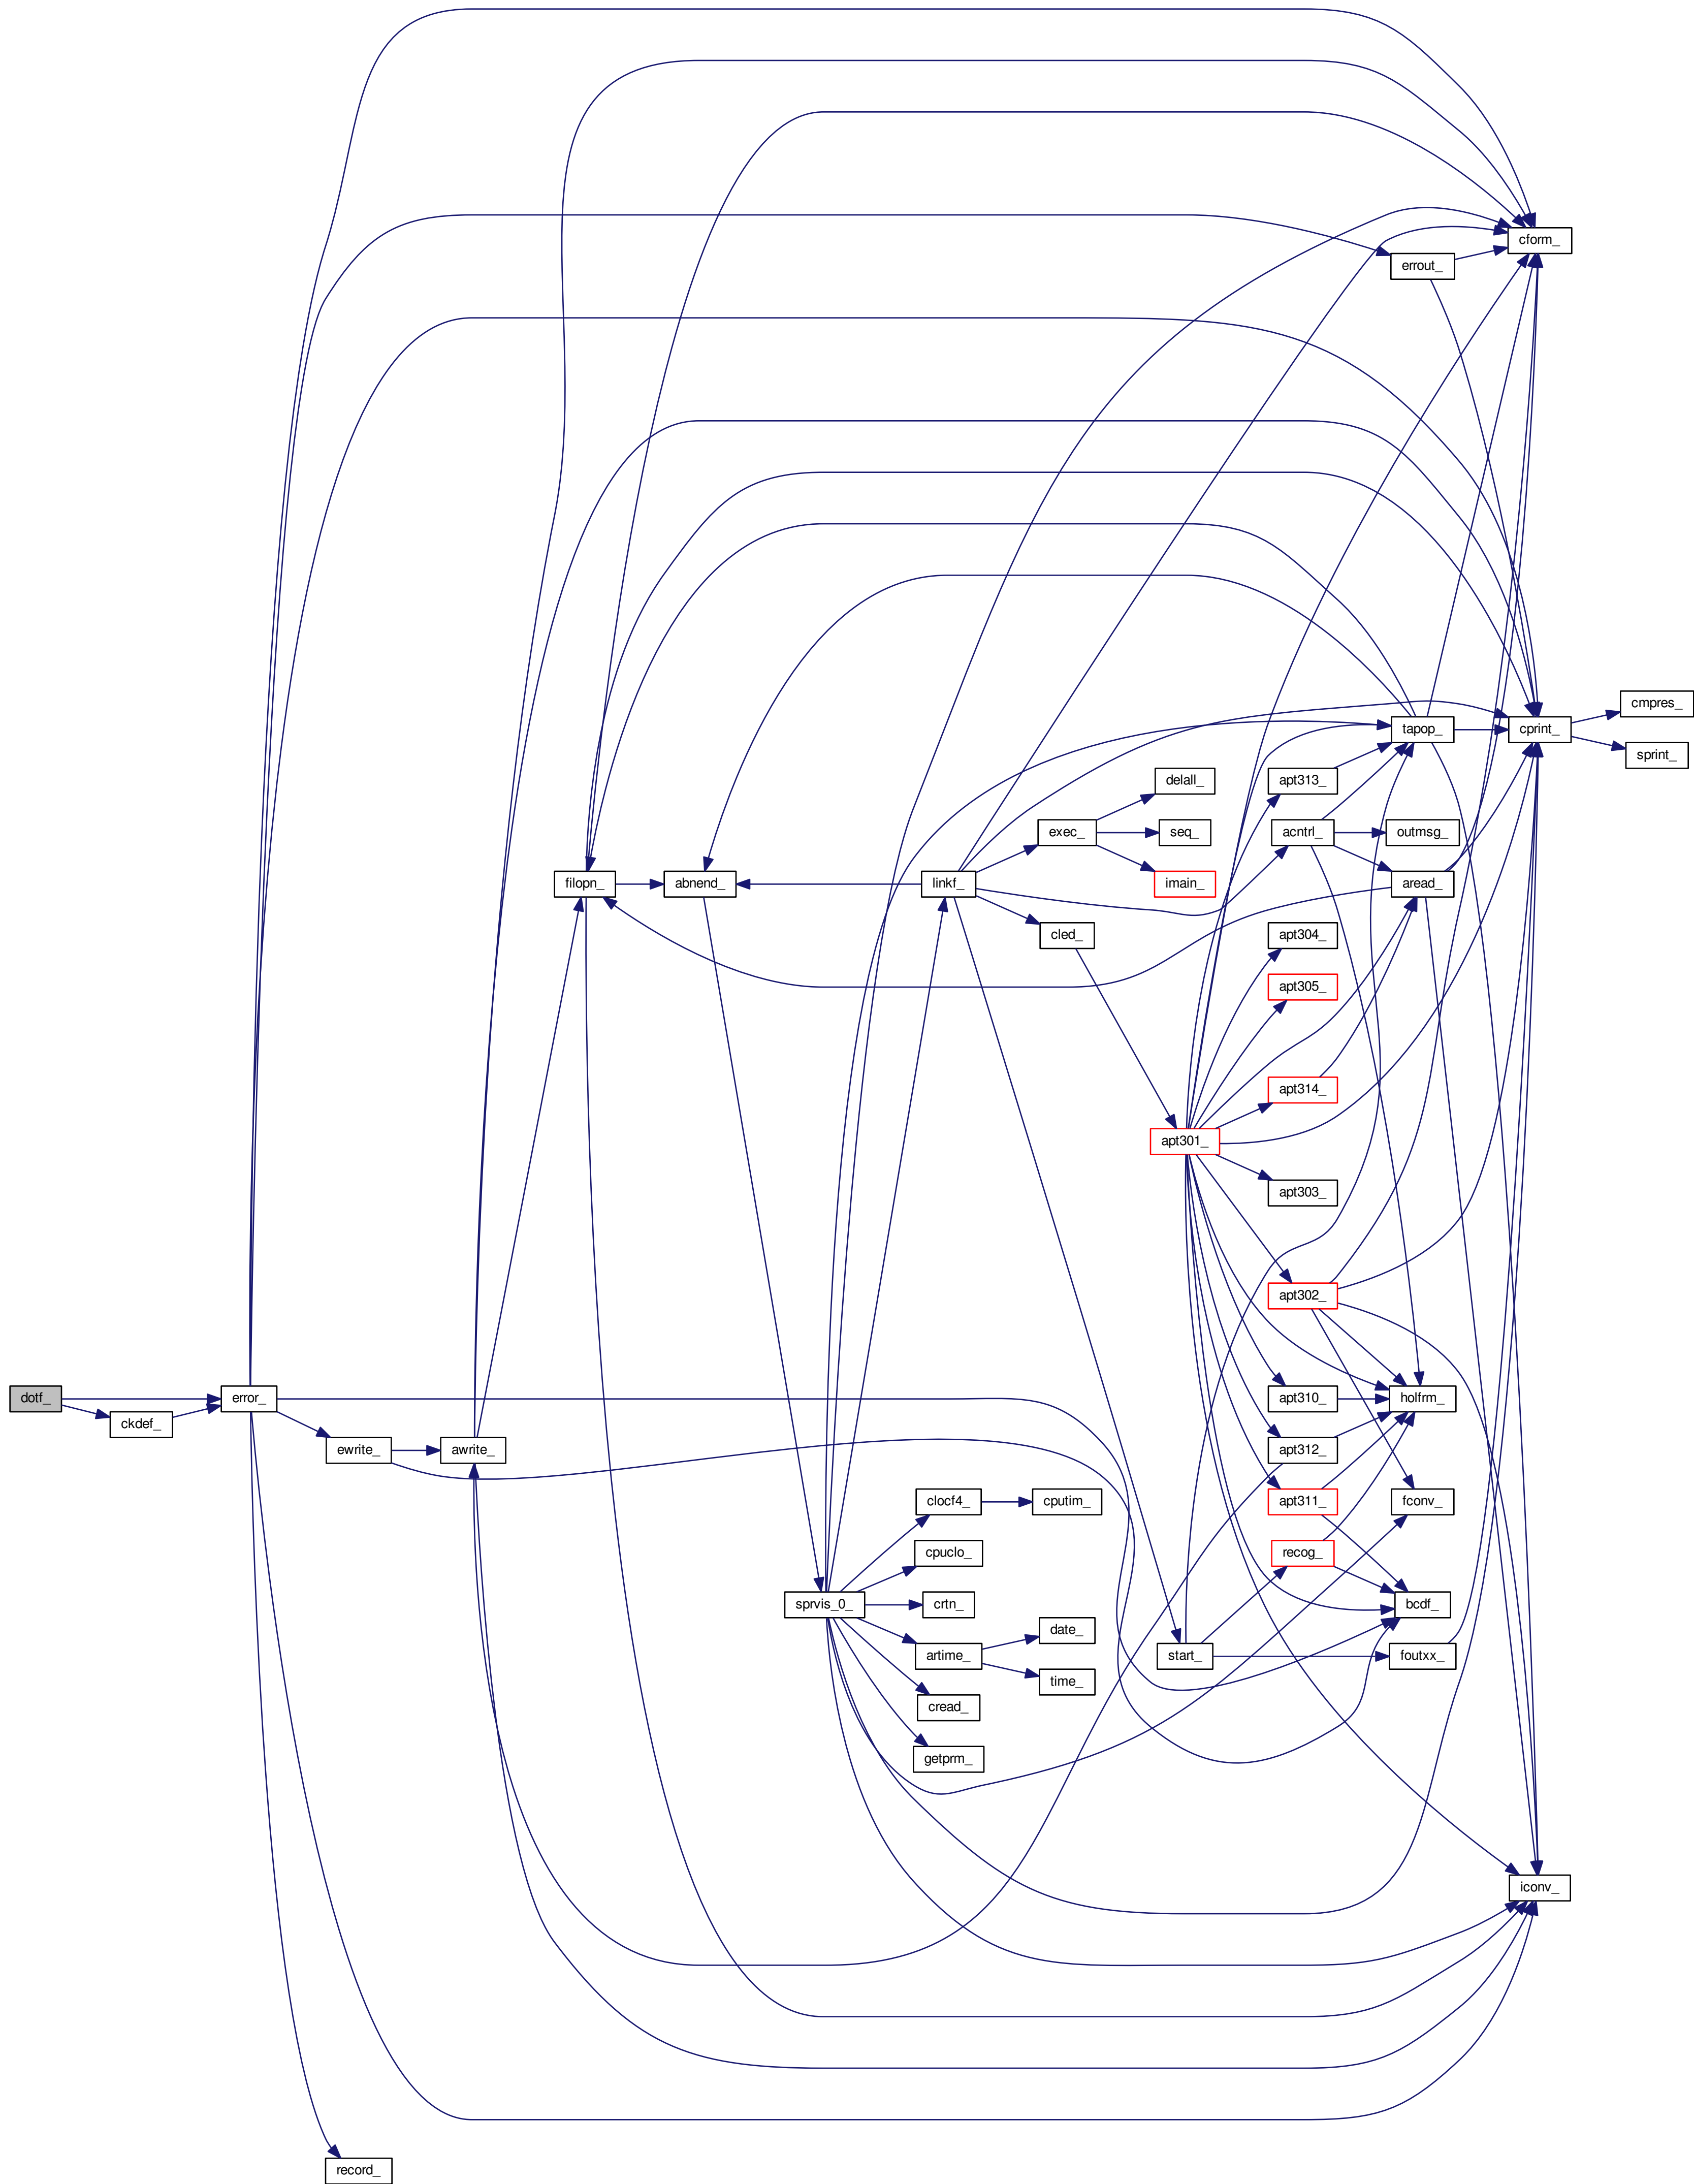 cform_
errout_
cmpres_
cprint_
tapop_
sprint_
delall_
apt313_
exec_
seq_
acntrl_
outmsg_
filopn_
abnend_
linkf_
imain_
aread_
cled_
apt304_
apt305_
apt314_
apt301_
apt303_
apt302_
dotf_
error_
apt310_
holfrm_
ckdef_
ewrite_
awrite_
apt312_
clocf4_
cputim_
apt311_
fconv_
cpuclo_
recog_
sprvis_0_
crtn_
bcdf_
date_
artime_
start_
foutxx_
time_
cread_
getprm_
iconv_
record_